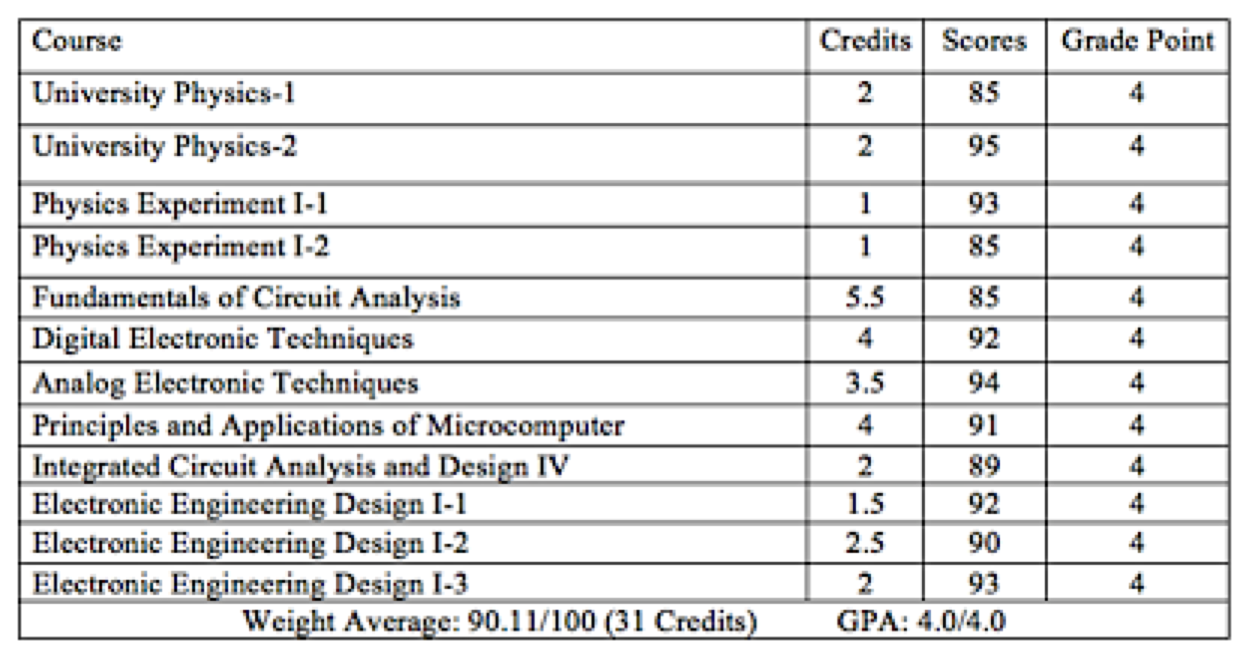 Course Credits Scores Grade Point
University Physics-1 2 85 4
University Physics-2 2 95 4
Physics Experiment I-1 1 93 4
Physics Experiment I-2 1 85 4
Fundamentals of Circuit Analysis 5.5 85 4
Digital Electronic Techniques 4 92 4
Analog Electronic Techniques 3.5 94 4
Principles and Applications of Microcomputer 4 91 4
Integrated Circuit Analysis and Design IV 2 89 4
Electronic Engineering Design I-1 1.5 92 4
Electronic Engineering Design I-2 2.5 90 4
Electronic Engineering Design I-3 2 93 4
Weight Average: 90.11/100 (31 Credits) GPA: 4.0/4.0